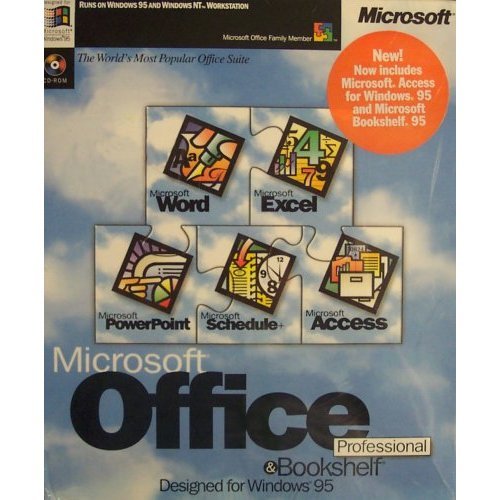 Designed for
Microsoft
Windows 95
RUNS ON WINDOWS 95 AND WINDOWS NT™ WORKSTATION
Microsoft®
Microsoft Office Family Member
The World's Most Popular Office Suite
CD-ROM
New!
Now includes
Microsoft® Access
for Windows® 95
and Microsoft
Bookshelf® 95
Microsoft
Word
Microsoft
Excel
Microsoft
PowerPoint
Microsoft
Schedule+
Microsoft
Access
Microsoft®
Office
Professional
&Bookshelf®
Designed for Windows® 95